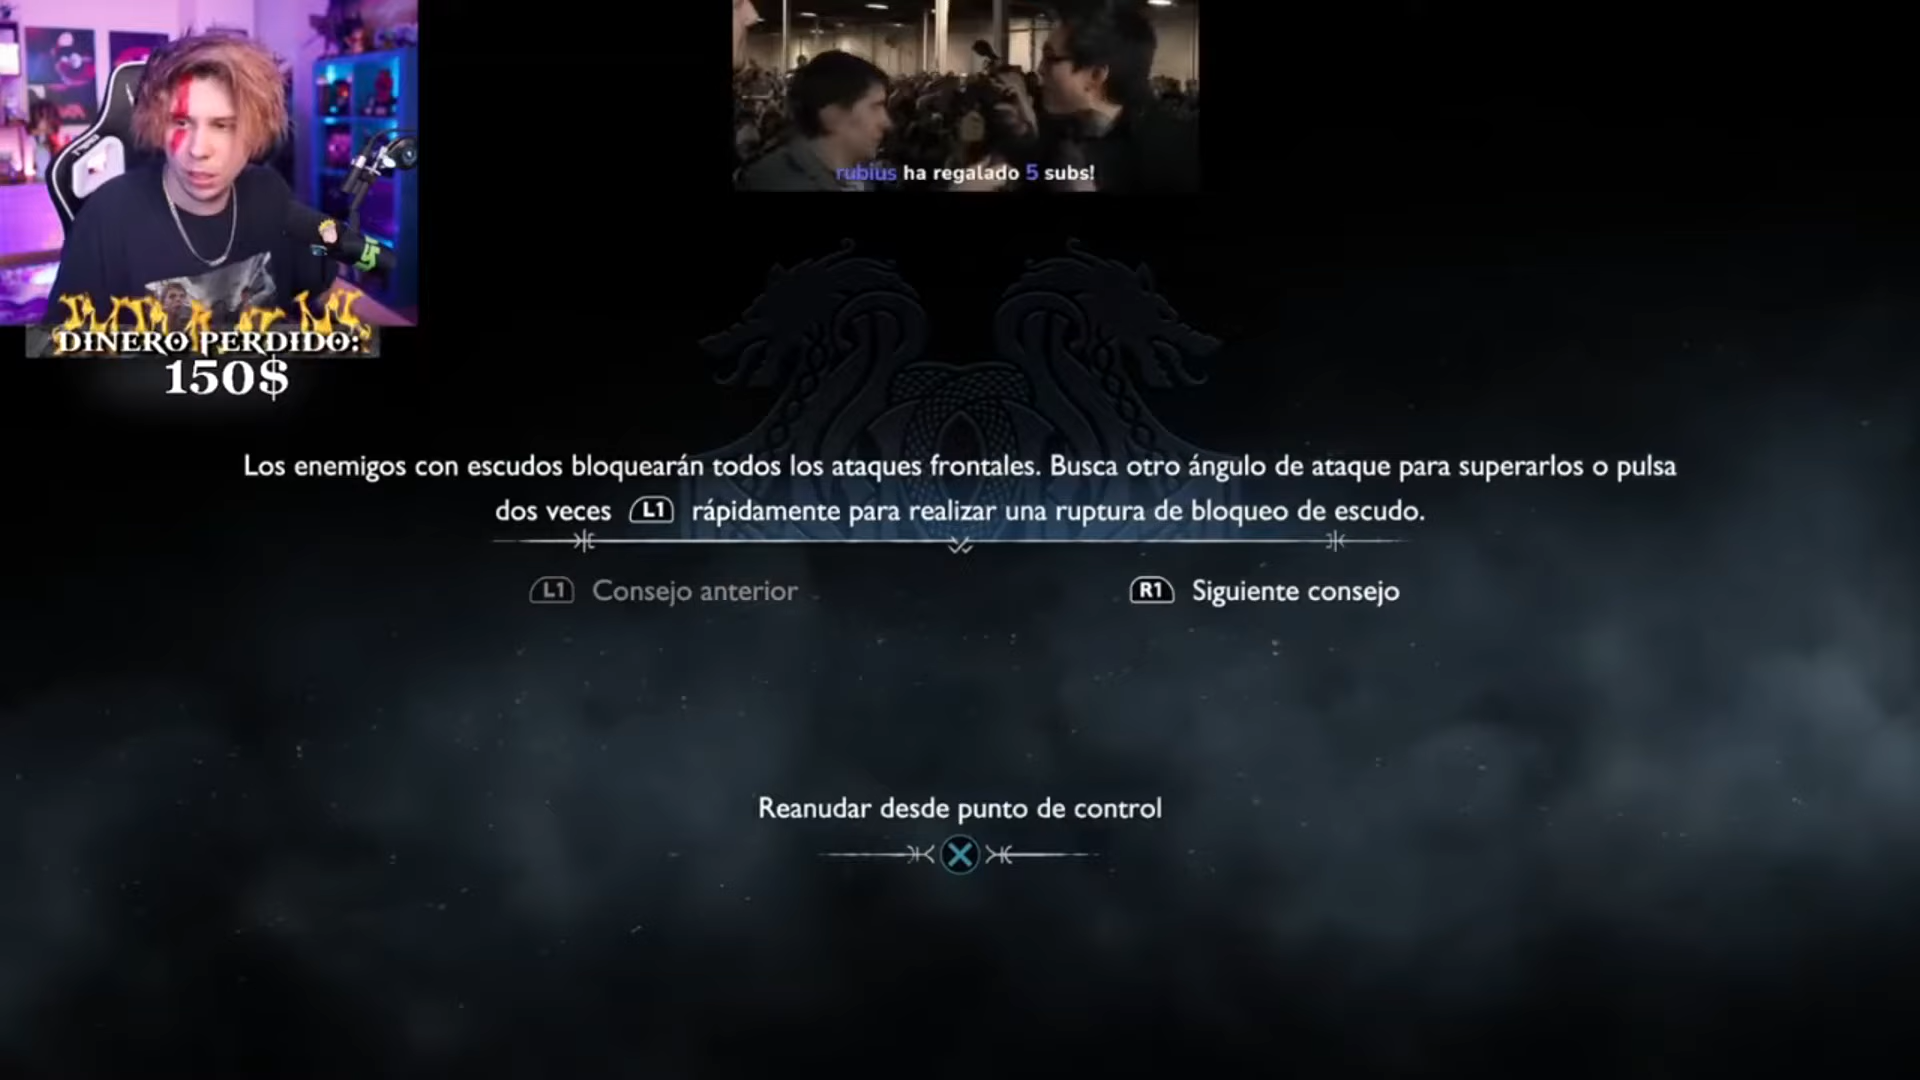 rubius ha regalado 5 subs!
DINERO PERDIDO:
150$
Los enemigos con escudos bloquearán todos los ataques frontales. Busca otro ángulo de ataque para superarlos o pulsa
dos veces L1 rápidamente para realizar una ruptura de bloqueo de escudo.
L1 Consejo anterior
R1 Siguiente consejo
Reanudar desde punto de control